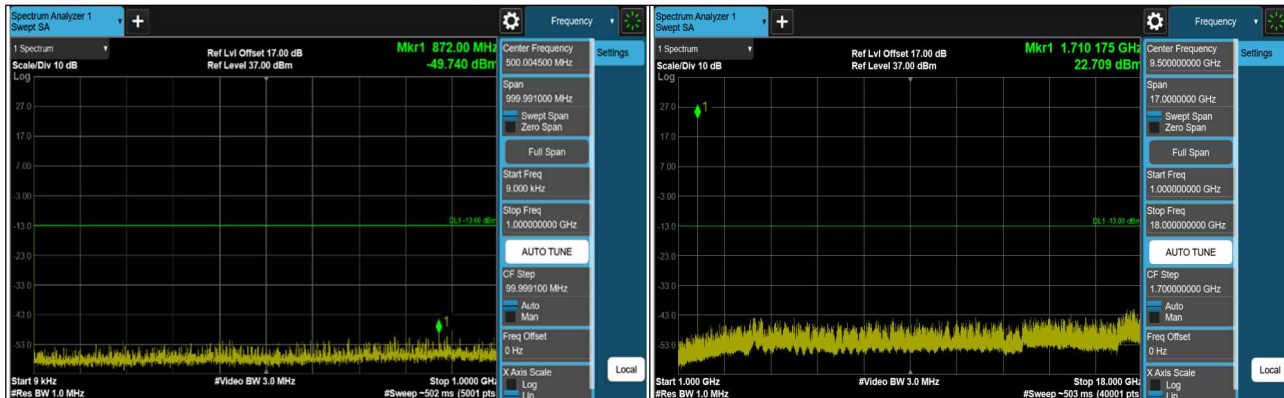 Spectrum Analyzer 1
Swept SA
+
Frequency
1 Spectrum
Ref Lvl Offset 17.00 dB
Mkr1 872.00 MHz
Scale/Div 10 dB
Ref Level 37.00 dBm
-49.740 dBm
Log
27.0
17.0
7.00
-3.00
-13.0
-23.0
-33.0
-43.0
-53.0
DL1 -13.00 dBm
1
Start 9 kHz
#Video BW 3.0 MHz
Stop 1.0000 GHz
#Res BW 1.0 MHz
#Sweep ~502 ms (5001 pts
Center Frequency
500.004500 MHz
Settings
Span
999.991000 MHz
Swept Span
Zero Span
Full Span
Start Freq
9.000 kHz
Stop Freq
1.000000000 GHz
AUTO TUNE
CF Step
99.999100 MHz
Auto
Man
Freq Offset
0 Hz
X Axis Scale
Log
Lin
Local
Spectrum Analyzer 1
Swept SA
+
Frequency
1 Spectrum
Ref Lvl Offset 17.00 dB
Mkr1 1.710 175 GHz
Scale/Div 10 dB
Ref Level 37.00 dBm
22.709 dBm
Log
27.0
17.0
7.00
-3.00
-13.0
-23.0
-33.0
-43.0
-53.0
1
DL1 -13.00 dBm
Start 1.000 GHz
#Video BW 3.0 MHz
Stop 18.000 GHz
#Res BW 1.0 MHz
#Sweep ~503 ms (40001 pts
Center Frequency
9.500000000 GHz
Settings
Span
17.0000000 GHz
Swept Span
Zero Span
Full Span
Start Freq
1.000000000 GHz
Stop Freq
18.000000000 GHz
AUTO TUNE
CF Step
1.700000000 GHz
Auto
Man
Freq Offset
0 Hz
X Axis Scale
Log
Lin
Local